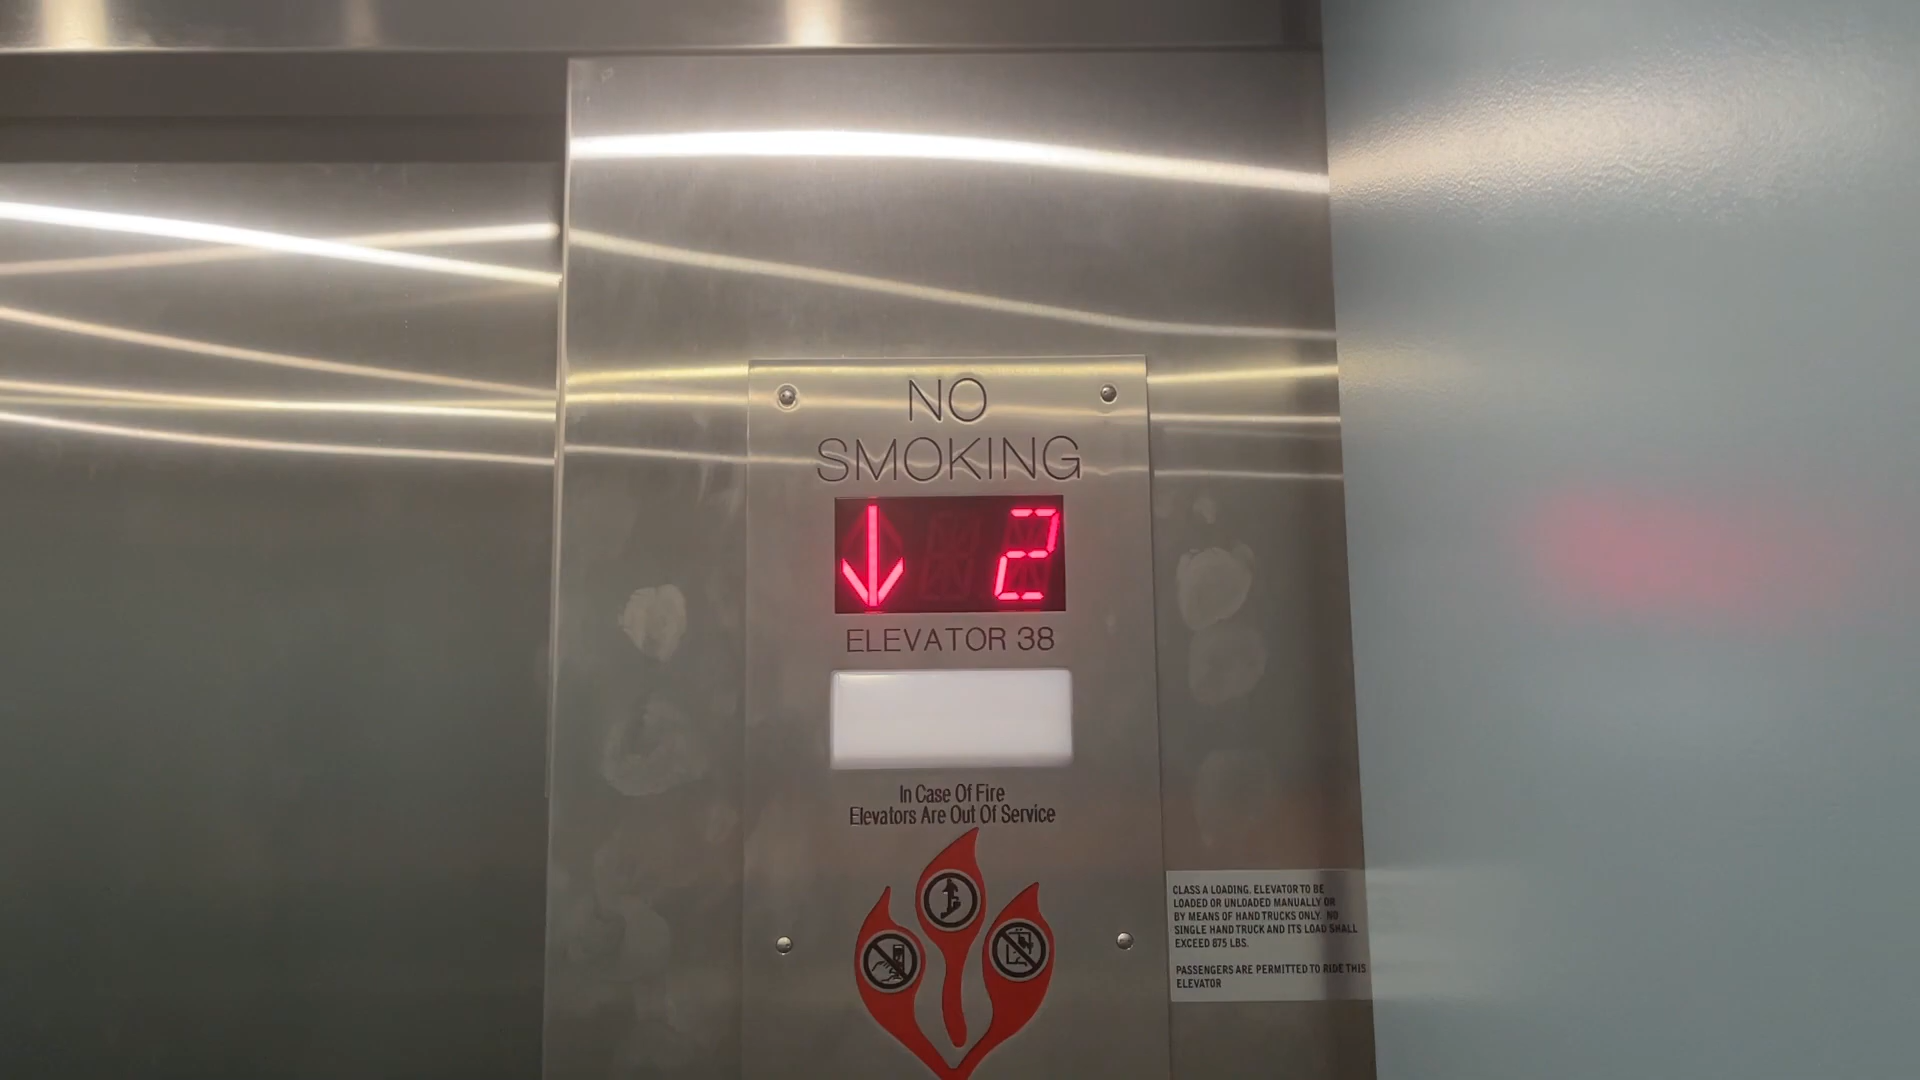 NO
SMOKING
↓ 2
ELEVATOR 38
In Case Of Fire
Elevators Are Out Of Service
CLASS A LOADING. ELEVATOR TO BE
LOADED OR UNLOADED MANUALLY OR
BY MEANS OF HAND TRUCKS ONLY. NO
SINGLE HAND TRUCK AND ITS LOAD SHALL
EXCEED 875 LBS.
PASSENGERS ARE PERMITTED TO RIDE THIS
ELEVATOR